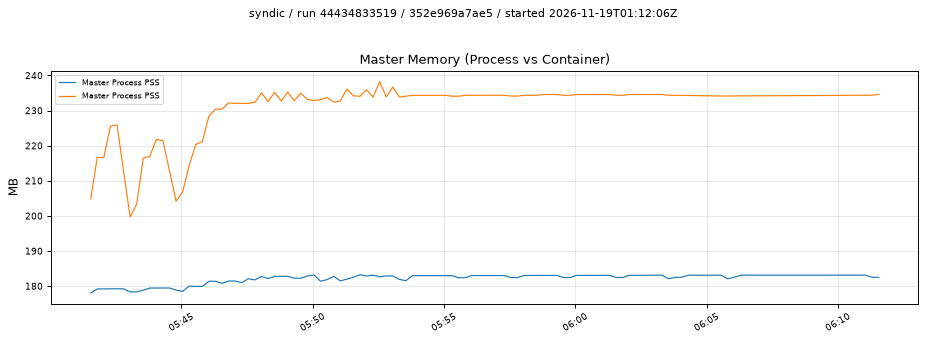 syndic / run 44434833519 / 352e969a7ae5 / started 2026-11-19T01:12:06Z
Master Memory (Process vs Container)
Master Process PSS
Master Process PSS
MB
240
230
220
210
200
190
180
05:45
05:50
05:55
06:00
06:05
06:10